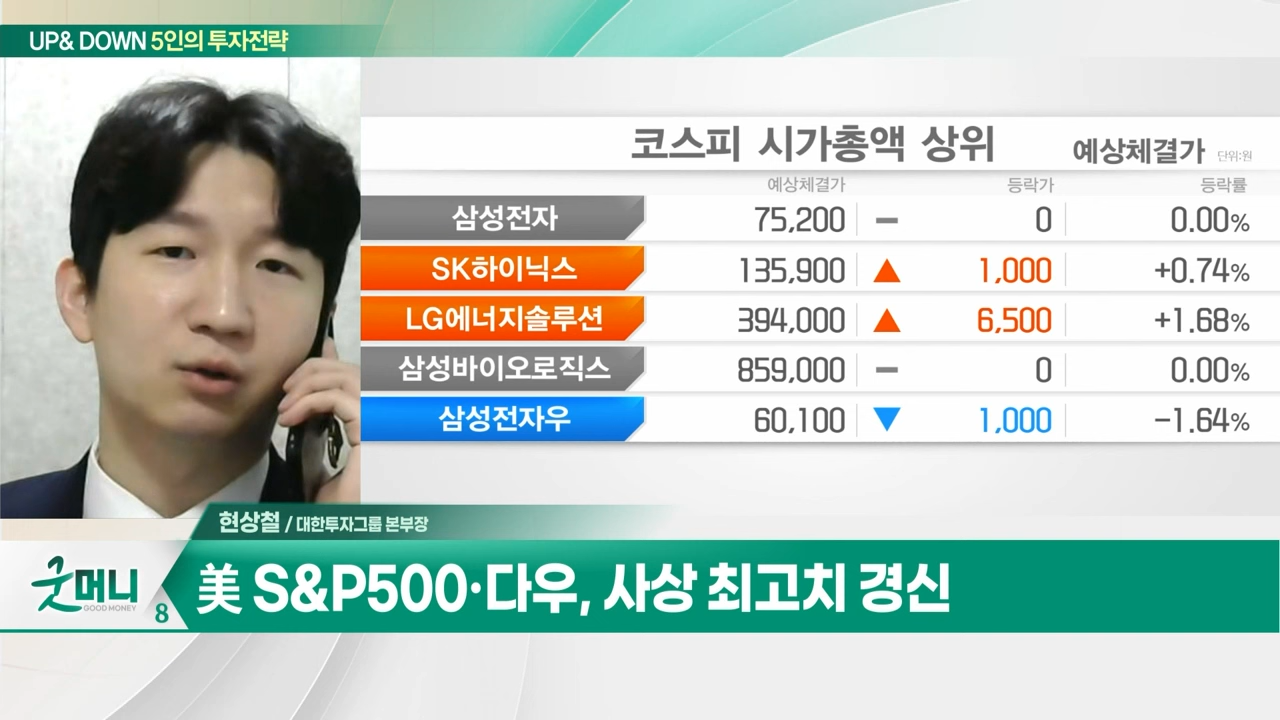 UP& DOWN 5인의 투자전략
코스피 시가총액 상위 예상체결가 단위:원
예상체결가 등락가 등락률
삼성전자 75,200 – 0 0.00%
SK하이닉스 135,900 ▲ 1,000 +0.74%
LG에너지솔루션 394,000 ▲ 6,500 +1.68%
삼성바이오로직스 859,000 – 0 0.00%
삼성전자우 60,100 ▼ 1,000 -1.64%
현상철 / 대한투자그룹 본부장
굿머니
GOOD MONEY
8
美 S&P500·다우, 사상 최고치 경신